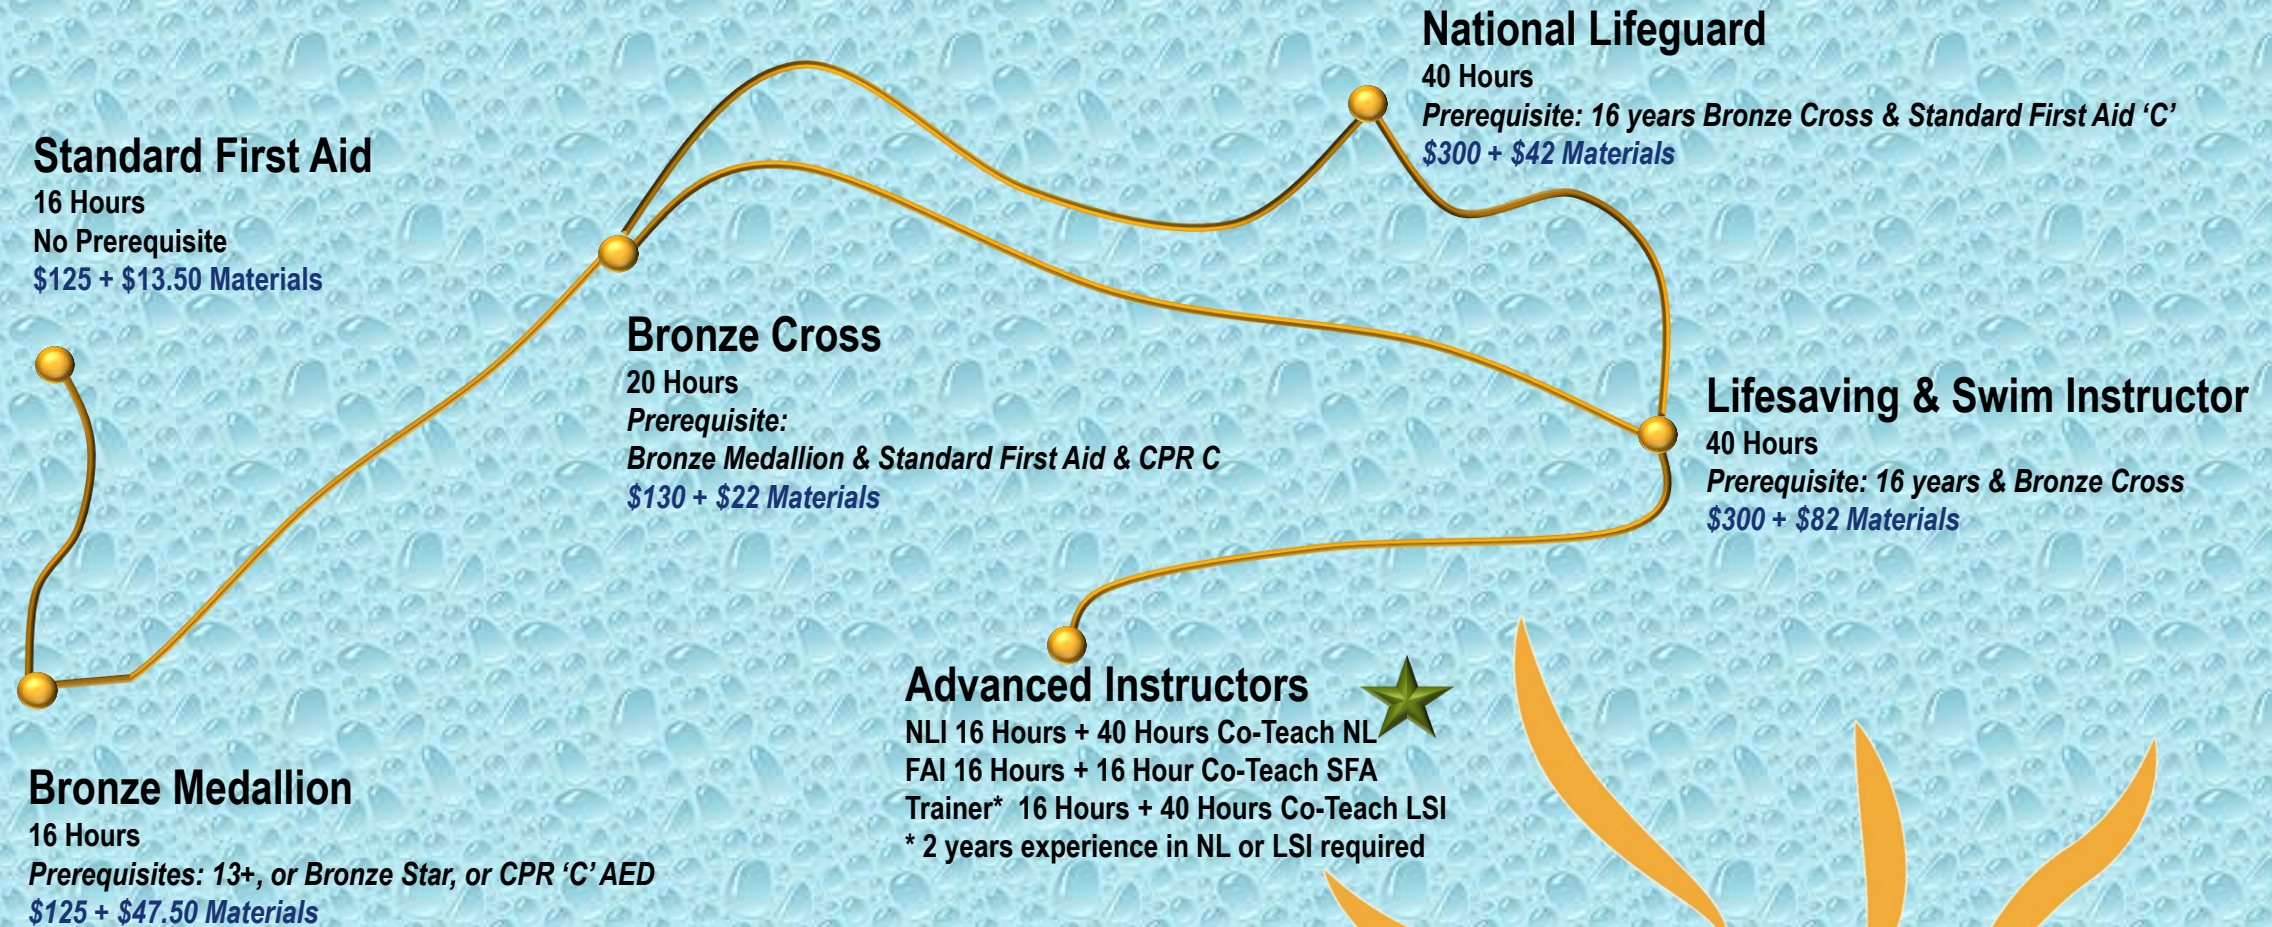 Standard First Aid
16 Hours
No Prerequisite
$125 + $13.50 Materials
National Lifeguard
40 Hours
Prerequisite: 16 years Bronze Cross & Standard First Aid ‘C’
$300 + $42 Materials
Bronze Cross
20 Hours
Prerequisite:
Bronze Medallion & Standard First Aid & CPR C
$130 + $22 Materials
Lifesaving & Swim Instructor
40 Hours
Prerequisite: 16 years & Bronze Cross
$300 + $82 Materials
Advanced Instructors
NLI 16 Hours + 40 Hours Co-Teach NL
FAI 16 Hours + 16 Hour Co-Teach SFA
Trainer* 16 Hours + 40 Hours Co-Teach LSI
* 2 years experience in NL or LSI required
Bronze Medallion
16 Hours
Prerequisites: 13+, or Bronze Star, or CPR ‘C’ AED
$125 + $47.50 Materials